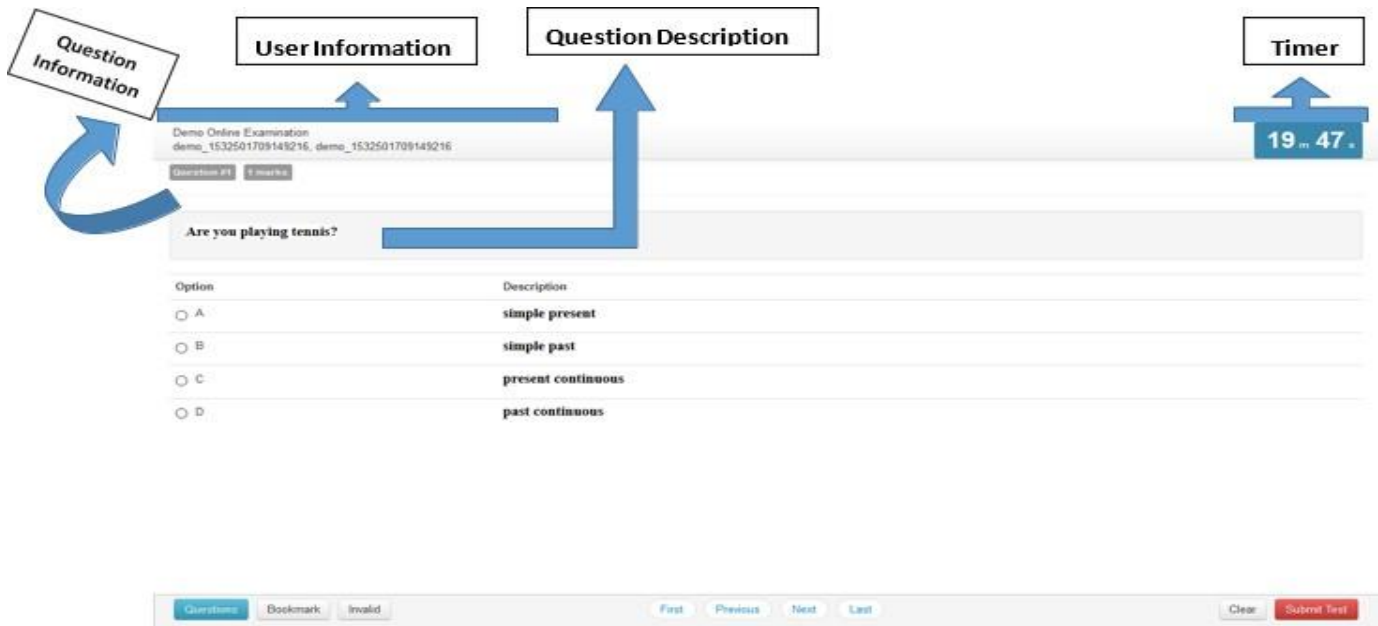 Question
Information
User Information
Question Description
Timer
Demo Online Examination
demo_1532501709149216, demo_1532501709149216
19 m 47 s
Question #1 1 marks
Are you playing tennis?
Option Description
A simple present
B simple past
C present continuous
D past continuous
Questions Bookmark Invalid First Previous Next Last Clear Submit Test